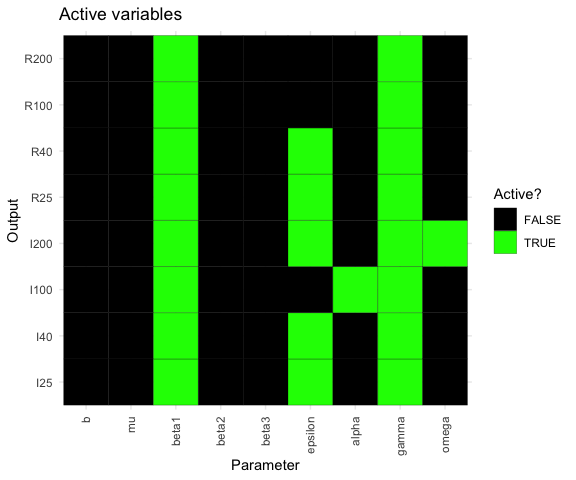 Active variables
Output
R200
R100
R40
R25
I200
I100
I40
I25
b
mu
beta1
beta2
beta3
epsilon
alpha
gamma
omega
Parameter
Active?
FALSE
TRUE